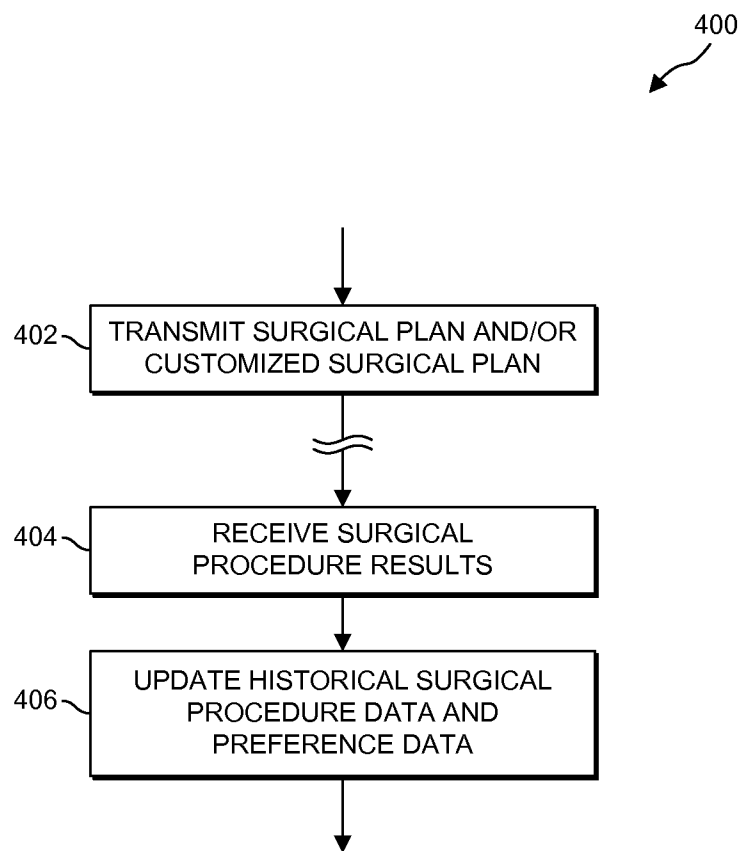 400
402
TRANSMIT SURGICAL PLAN AND/OR
CUSTOMIZED SURGICAL PLAN
404
RECEIVE SURGICAL
PROCEDURE RESULTS
406
UPDATE HISTORICAL SURGICAL
PROCEDURE DATA AND
PREFERENCE DATA